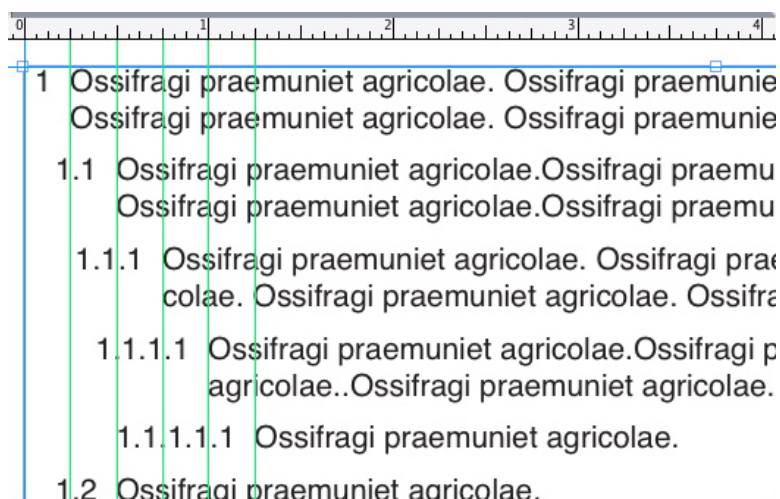 0 1 2 3 4
1 Ossifragi praemuniet agricolae. Ossifragi praemunie
Ossifragi praemuniet agricolae. Ossifragi praemunie
1.1 Ossifragi praemuniet agricolae.Ossifragi praemu
Ossifragi praemuniet agricolae.Ossifragi praemu
1.1.1 Ossifragi praemuniet agricolae. Ossifragi prae
colae. Ossifragi praemuniet agricolae. Ossifra
1.1.1.1 Ossifragi praemuniet agricolae.Ossifragi p
agricolae..Ossifragi praemuniet agricolae.
1.1.1.1.1 Ossifragi praemuniet agricolae.
1.2 Ossifragi praemuniet agricolae.